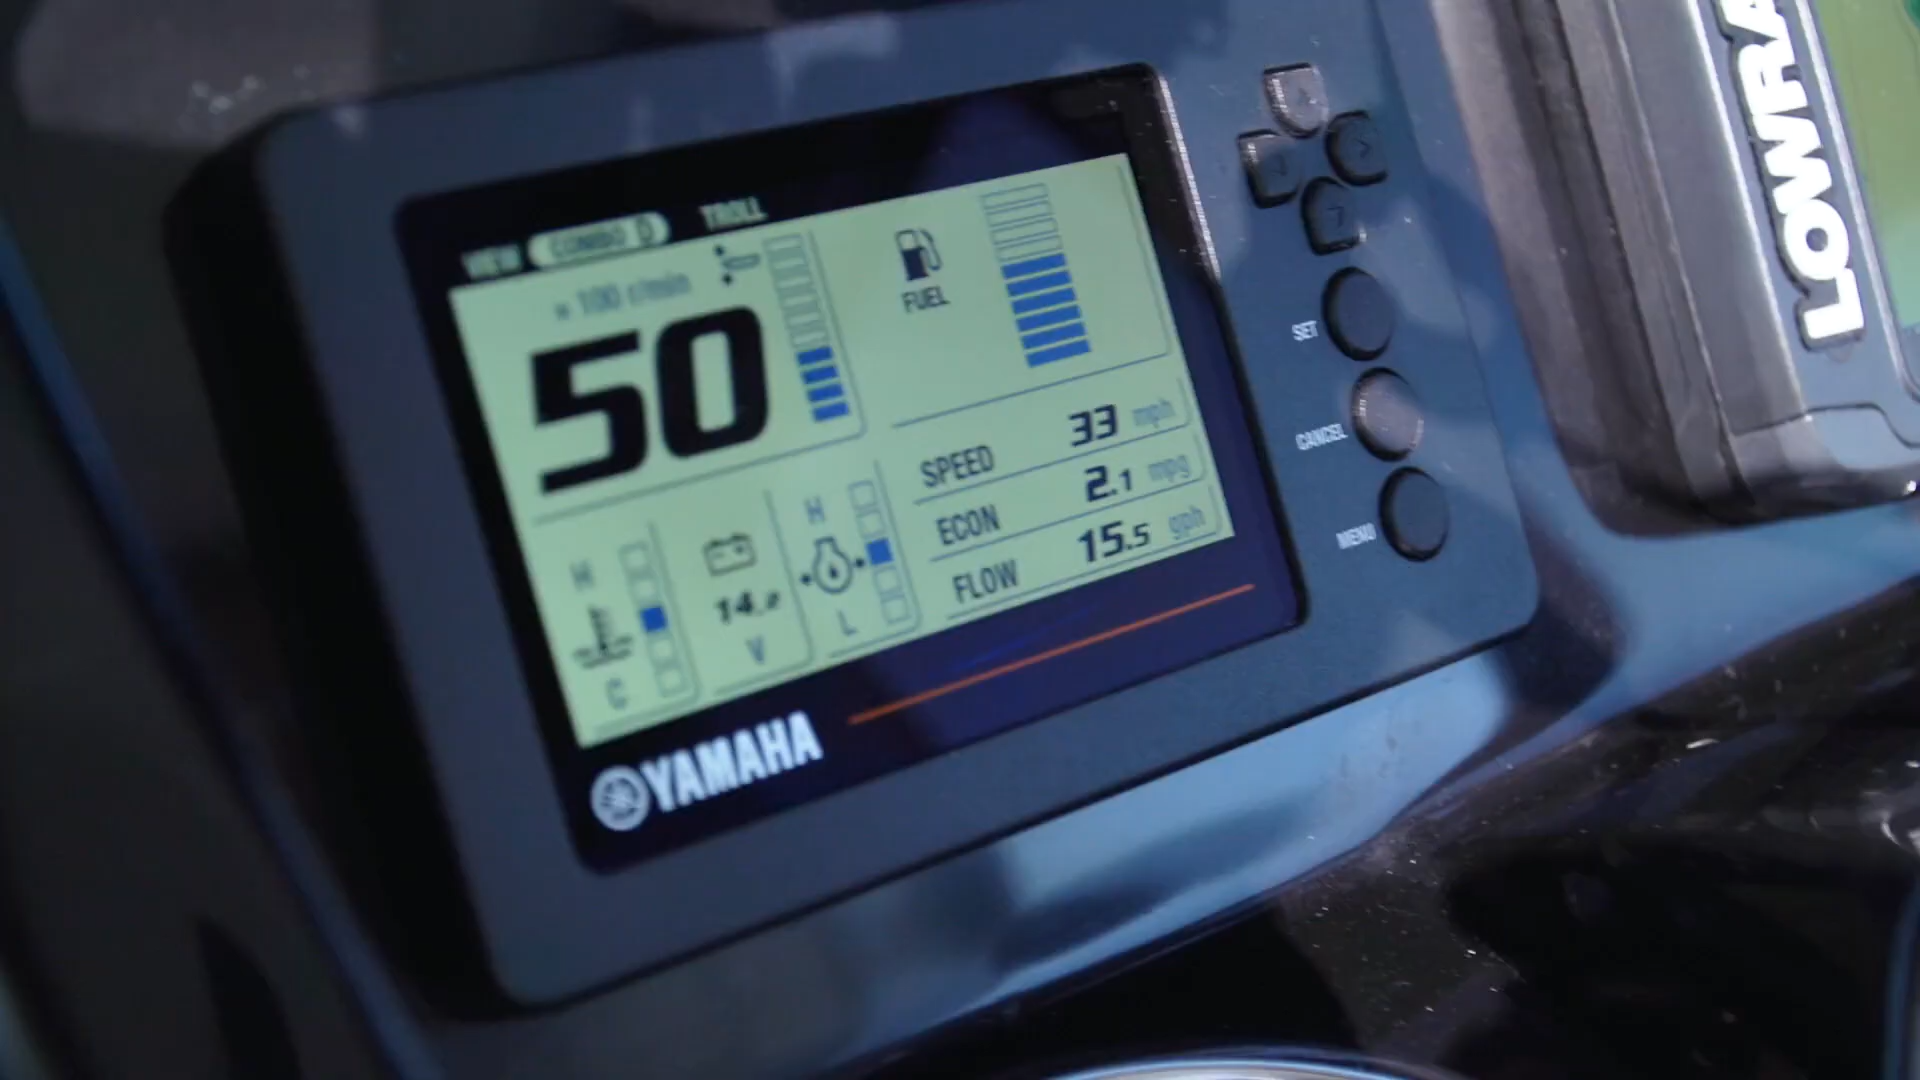 VIEW COMBO D TROLL
× 100 r/min
50
FUEL
SPEED 33 mph
ECON 2.1 mpg
FLOW 15.5 gph
H
C
14.
V
H
L
YAMAHA
SET
CANCEL
MENU
LOWRA